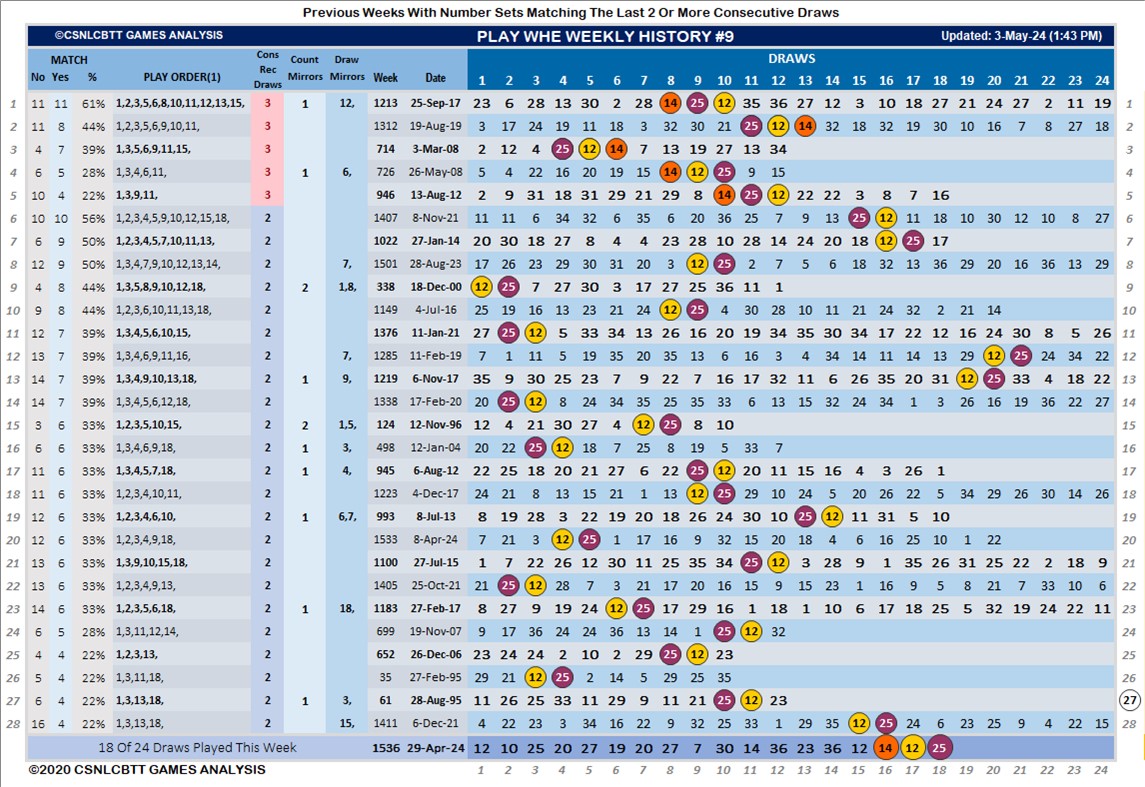 Previous Weeks With Number Sets Matching The Last 2 Or More Consecutive Draws
©CSNLCBTT GAMES ANALYSIS PLAY WHE WEEKLY HISTORY #9 Updated: 3-May-24 (1:43 PM)
MATCH Cons Rec Draws Count Mirrors Draw Mirrors DRAWS
No Yes % PLAY ORDER(1) Week Date 1 2 3 4 5 6 7 8 9 10 11 12 13 14 15 16 17 18 19 20 21 22 23 24
1 11 11 61% 1,2,3,5,6,8,10,11,12,13,15, 3 1 12, 1213 25-Sep-17 23 6 28 13 30 2 28 14 25 12 35 36 27 12 3 10 18 27 21 24 27 2 11 19 1
2 11 8 44% 1,2,3,5,6,9,10,11, 3 1312 19-Aug-19 3 17 24 19 11 18 3 32 30 21 25 12 14 32 18 32 19 30 10 16 7 8 27 18 2
3 4 7 39% 1,3,5,6,9,11,15, 3 714 3-Mar-08 2 12 4 25 12 14 7 13 19 27 13 34 3
4 6 5 28% 1,3,4,6,11, 3 1 6, 726 26-May-08 5 4 22 16 20 19 15 14 12 25 9 15 4
5 10 4 22% 1,3,9,11, 3 946 13-Aug-12 2 9 31 18 31 29 21 29 8 14 25 12 22 22 3 8 7 16 5
6 10 10 56% 1,2,3,4,5,9,10,12,15,18, 2 1407 8-Nov-21 11 11 6 34 32 6 35 6 20 36 25 7 9 13 25 12 11 18 10 30 12 10 8 27 6
7 6 9 50% 1,2,3,4,5,7,10,11,13, 2 1022 27-Jan-14 20 30 18 27 8 4 4 23 28 10 28 14 24 20 18 12 25 17 7
8 12 9 50% 1,3,4,7,9,10,12,13,14, 2 7, 1501 28-Aug-23 17 26 23 29 30 31 20 3 12 25 2 7 5 6 18 32 13 36 29 20 16 36 13 29 8
9 4 8 44% 1,3,5,8,9,10,12,18, 2 2 1,8, 338 18-Dec-00 12 25 7 27 30 3 17 27 25 36 11 1 9
10 9 8 44% 1,2,3,6,10,11,13,18, 2 1149 4-Jul-16 25 19 16 13 23 21 24 12 25 4 30 28 10 11 21 24 32 2 21 14 10
11 12 7 39% 1,3,4,5,6,10,15, 2 1376 11-Jan-21 27 25 12 5 33 34 13 26 16 20 19 34 35 30 34 17 22 12 16 24 30 8 5 26 11
12 13 7 39% 1,3,4,6,9,11,16, 2 7, 1285 11-Feb-19 7 1 11 5 19 35 20 35 13 6 16 3 4 34 14 11 14 13 29 12 25 24 34 22 12
13 14 7 39% 1,3,4,9,10,13,18, 2 1 9, 1219 6-Nov-17 35 9 30 25 23 7 9 22 7 16 17 32 11 6 26 35 20 31 12 25 33 4 18 22 13
14 14 7 39% 1,3,4,5,6,12,18, 2 1338 17-Feb-20 20 25 12 8 24 34 35 25 35 33 6 13 15 32 24 34 1 3 26 16 19 36 22 27 14
15 3 6 33% 1,2,3,5,10,15, 2 2 1,5, 124 12-Nov-96 12 4 21 30 27 4 12 25 8 10 15
16 6 6 33% 1,3,4,6,9,18, 2 1 3, 498 12-Jan-04 20 22 25 12 18 7 25 8 19 5 33 7 16
17 11 6 33% 1,3,4,5,7,18, 2 1 4, 945 6-Aug-12 22 25 18 20 21 27 6 22 25 12 20 11 15 16 4 3 26 1 17
18 11 6 33% 1,2,3,4,10,11, 2 1223 4-Dec-17 24 21 8 13 15 21 1 13 12 25 29 10 24 5 20 26 22 5 34 29 26 30 14 26 18
19 12 6 33% 1,2,3,4,6,10, 2 1 6,7, 993 8-Jul-13 8 19 28 3 22 19 20 18 26 24 30 10 25 12 11 31 5 10 19
20 12 6 33% 1,2,3,4,9,18, 2 1533 8-Apr-24 7 21 3 12 25 1 17 16 9 32 15 20 18 4 6 16 25 10 1 22 20
21 13 6 33% 1,3,9,10,15,18, 2 1100 27-Jul-15 1 7 22 26 12 30 11 25 35 34 25 12 3 28 9 1 35 26 31 22 2 18 9 21
22 13 6 33% 1,2,3,4,9,13, 2 1405 25-Oct-21 21 25 12 28 7 3 21 17 20 16 15 9 15 23 1 16 9 5 5 21 7 33 10 6 22
23 14 6 33% 1,2,3,5,6,18, 2 1 18, 1183 27-Feb-17 8 27 9 19 24 12 25 17 29 16 1 18 1 10 6 17 18 25 5 32 19 24 22 11 23
24 6 5 28% 1,3,11,12,14, 2 699 19-Nov-07 9 17 36 24 24 36 13 14 1 25 12 32 24
25 4 4 22% 1,2,3,13, 2 652 26-Dec-06 23 24 24 2 10 2 29 25 12 23 25
26 5 4 22% 1,3,11,18, 2 35 27-Feb-95 29 21 12 25 2 14 5 29 25 35 26
27 6 4 22% 1,3,13,18, 2 1 3, 61 28-Aug-95 11 26 25 33 11 29 9 11 21 25 12 23 27
28 16 4 22% 1,3,13,18, 2 15, 1411 6-Dec-21 4 22 23 3 34 16 22 9 32 25 33 1 29 35 12 25 24 6 23 25 9 4 22 15 28
18 Of 24 Draws Played This Week 1536 29-Apr-24 12 10 25 20 27 19 20 27 7 30 14 36 23 36 12 14 12 25
©2020 CSNLCBTT GAMES ANALYSIS 1 2 3 4 5 6 7 8 9 10 11 12 13 14 15 16 17 18 19 20 21 22 23 24